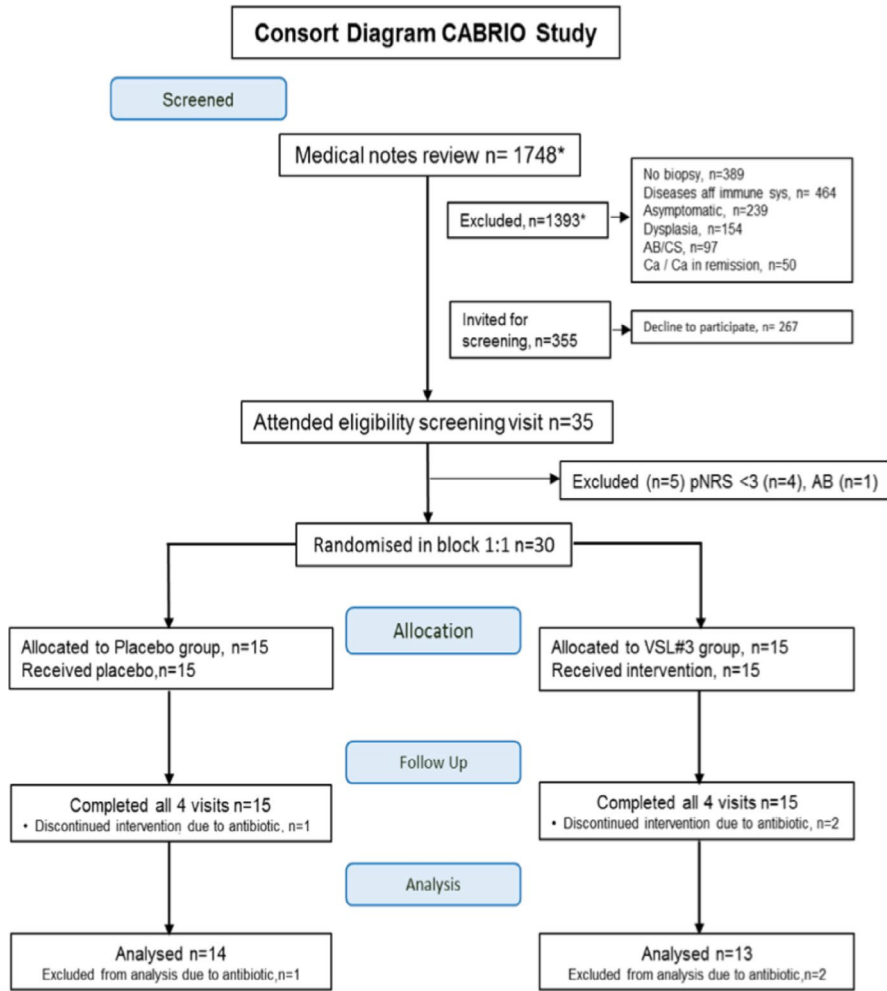 Consort Diagram CABRIO Study
Screened
Medical notes review n= 1748*
Excluded, n=1393*
No biopsy, n=389
Diseases aff immune sys, n= 464
Asymptomatic, n=239
Dysplasia, n=154
AB/CS, n=97
Ca / Ca in remission, n=50
Invited for
screening, n=355
Decline to participate, n= 267
Attended eligibility screening visit n=35
Excluded (n=5) pNRS <3 (n=4), AB (n=1)
Randomised in block 1:1 n=30
Allocation
Allocated to Placebo group, n=15
Received placebo,n=15
Allocated to VSL#3 group, n=15
Received intervention, n=15
Follow Up
Completed all 4 visits n=15
• Discontinued intervention due to antibiotic, n=1
Completed all 4 visits n=15
• Discontinued intervention due to antibiotic, n=2
Analysis
Analysed n=14
Excluded from analysis due to antibiotic,n=1
Analysed n=13
Excluded from analysis due to antibiotic,n=2